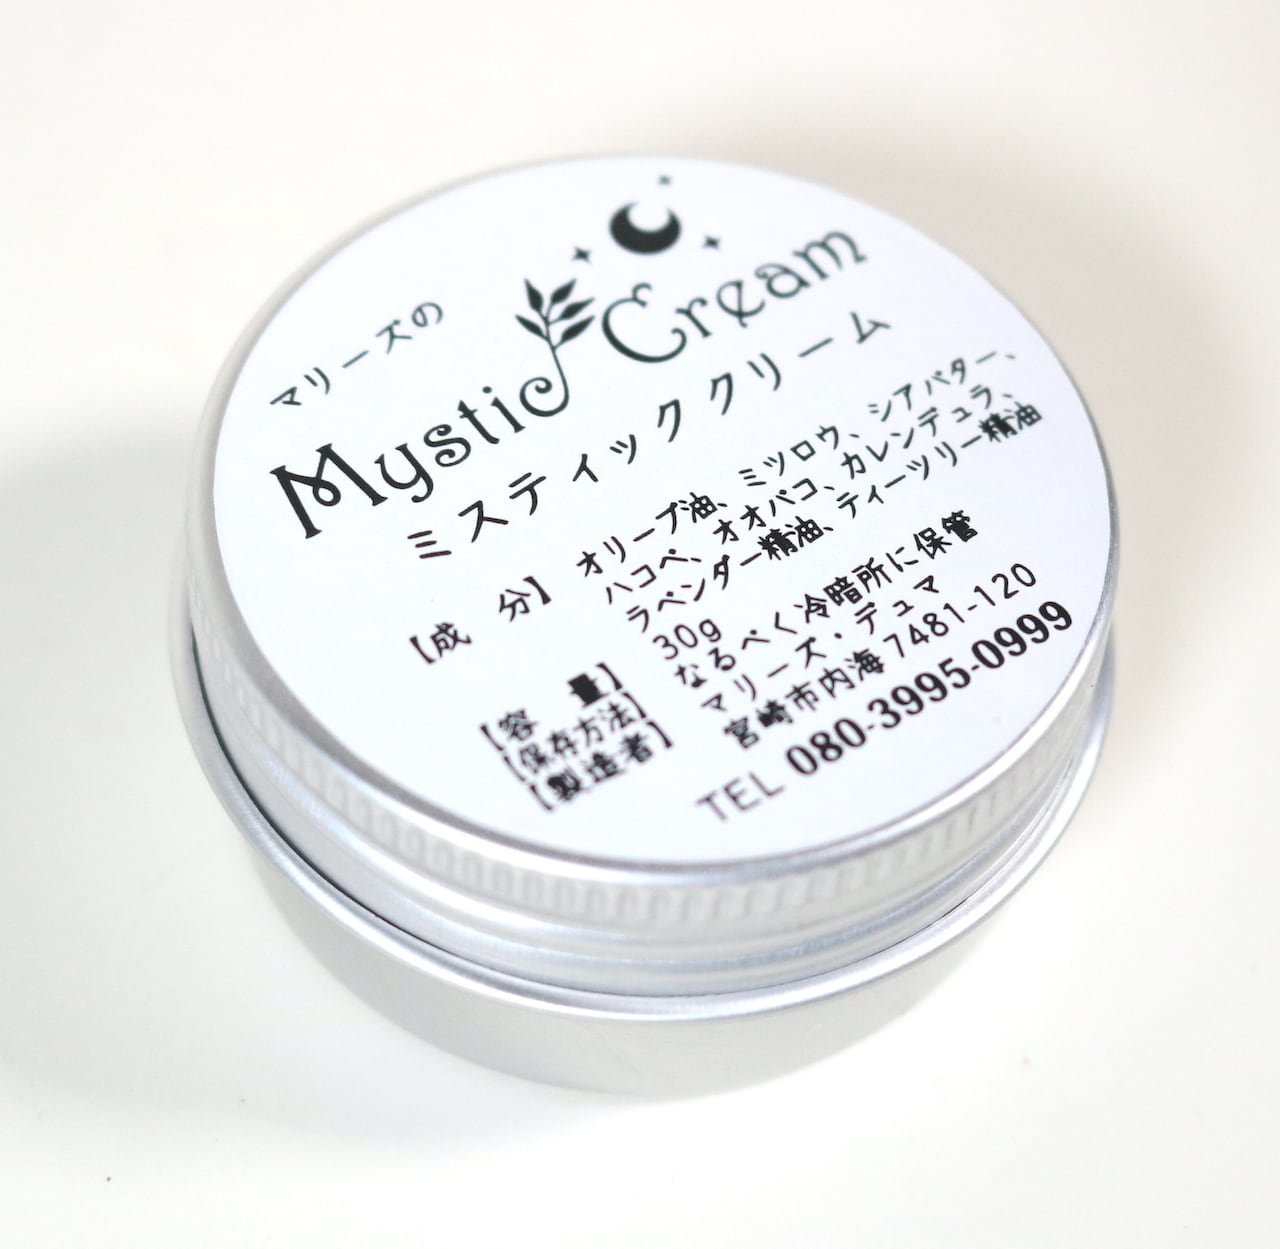 マリーズの
Mystic Cream
ミスティッククリーム
【成 分】 オリーブ油、ミツロウ、シアバター、
ハコベ、オオバコ、カレンデュラ、
ラベンダー精油、ティーツリー精油
【容 量】 30g
【保存方法】 なるべく冷暗所に保管
【製造者】 マリーズ・デュマ
宮崎市内海 7481-120
TEL 080-3995-0999